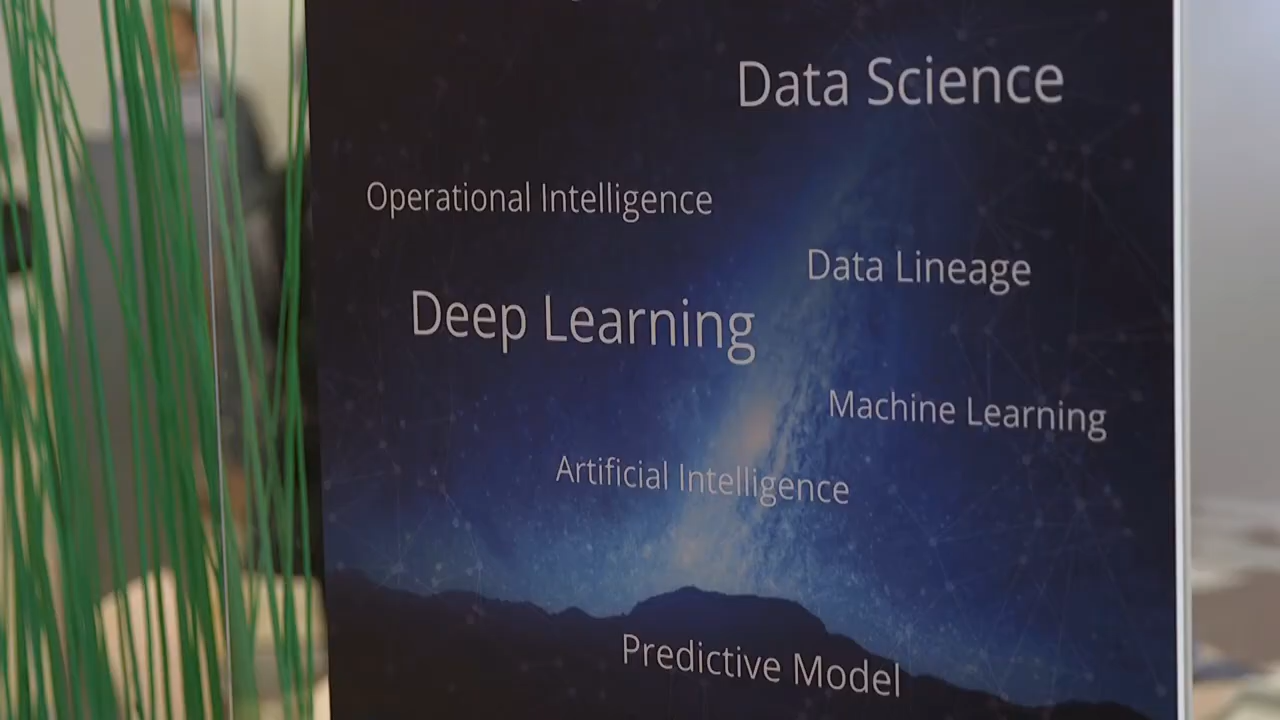 Data Science
Operational Intelligence
Data Lineage
Deep Learning
Machine Learning
Artificial Intelligence
Predictive Model